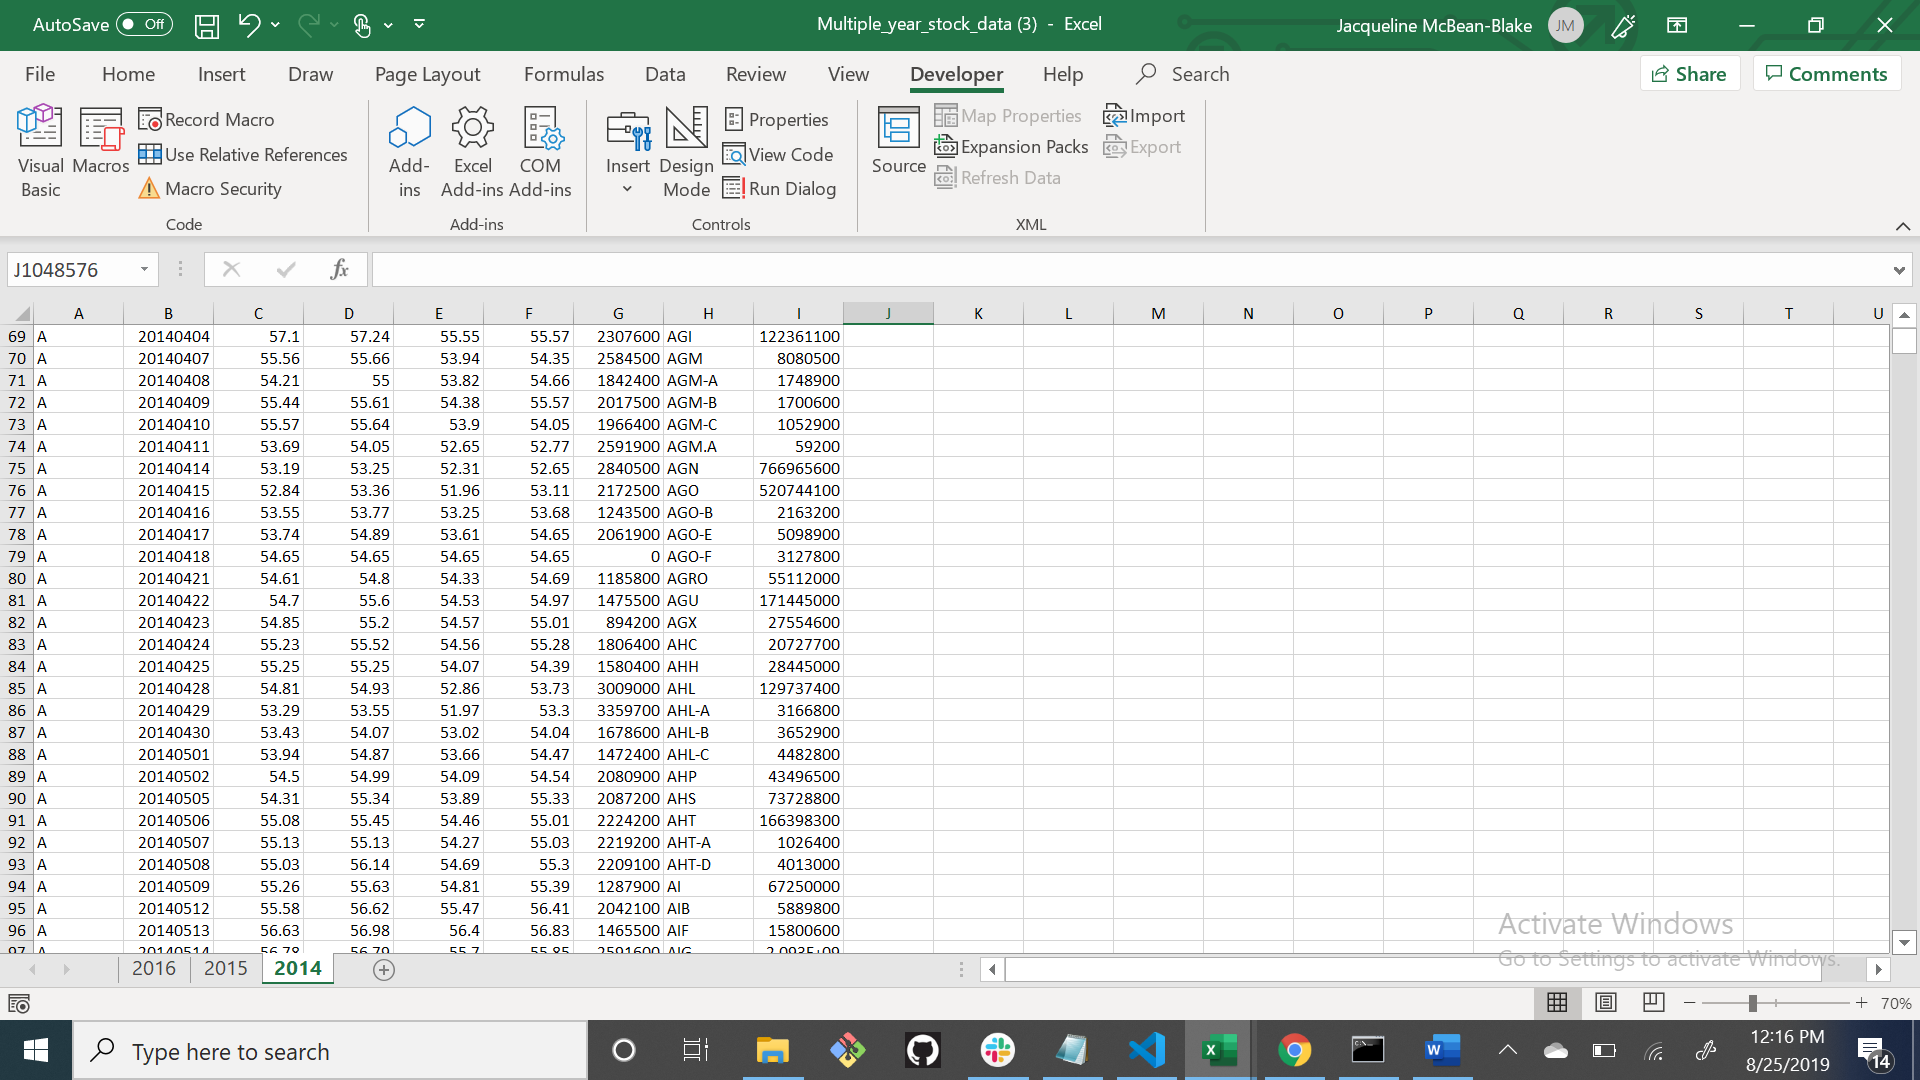 AutoSave Off Multiple_year_stock_data (3) - Excel Jacqueline McBean-Blake JM
File Home Insert Draw Page Layout Formulas Data Review View Developer Help Search Share Comments
Visual Basic Macros Record Macro Use Relative References Macro Security
Add-ins Excel Add-ins COM Add-ins
Insert Design Mode Properties View Code Run Dialog
Source Map Properties Expansion Packs Refresh Data Import Export
Code Add-ins Controls XML
J1048576 fx
A B C D E F G H I J K L M N O P Q R S T U
69 A 20140404 57.1 57.24 55.55 55.57 2307600 AGI 122361100
70 A 20140407 55.56 55.66 53.94 54.35 2584500 AGM 8080500
71 A 20140408 54.21 55 53.82 54.66 1842400 AGM-A 1748900
72 A 20140409 55.44 55.61 54.38 55.57 2017500 AGM-B 1700600
73 A 20140410 55.57 55.64 53.9 54.05 1966400 AGM-C 1052900
74 A 20140411 53.69 54.05 52.65 52.77 2591900 AGM.A 59200
75 A 20140414 53.19 53.25 52.31 52.65 2840500 AGN 766965600
76 A 20140415 52.84 53.36 51.96 53.11 2172500 AGO 520744100
77 A 20140416 53.55 53.77 53.25 53.68 1243500 AGO-B 2163200
78 A 20140417 53.74 54.89 53.61 54.65 2061900 AGO-E 5098900
79 A 20140418 54.65 54.65 54.65 54.65 0 AGO-F 3127800
80 A 20140421 54.61 54.8 54.33 54.69 1185800 AGRO 55112000
81 A 20140422 54.7 55.6 54.53 54.97 1475500 AGU 171445000
82 A 20140423 54.85 55.2 54.57 55.01 894200 AGX 27554600
83 A 20140424 55.23 55.52 54.56 55.28 1806400 AHC 20727700
84 A 20140425 55.25 55.25 54.07 54.39 1580400 AHH 28445000
85 A 20140428 54.81 54.93 52.86 53.73 3009000 AHL 129737400
86 A 20140429 53.29 53.55 51.97 53.3 3359700 AHL-A 3166800
87 A 20140430 53.43 54.07 53.02 54.04 1678600 AHL-B 3652900
88 A 20140501 53.94 54.87 53.66 54.47 1472400 AHL-C 4482800
89 A 20140502 54.5 54.99 54.09 54.54 2080900 AHP 43496500
90 A 20140505 54.31 55.34 53.89 55.33 2087200 AHS 73728800
91 A 20140506 55.08 55.45 54.46 55.01 2224200 AHT 166398300
92 A 20140507 55.13 55.13 54.27 55.03 2219200 AHT-A 1026400
93 A 20140508 55.03 56.14 54.69 55.3 2209100 AHT-D 4013000
94 A 20140509 55.26 55.63 54.81 55.39 1287900 AI 67250000
95 A 20140512 55.58 56.62 55.47 56.41 2042100 AIB 5889800
96 A 20140513 56.63 56.98 56.4 56.83 1465500 AIF 15800600
97 A 20140514 56.78 56.79 55.7 55.85 2591600 AIG 2.093E+09
Activate Windows
Go to Settings to activate Windows.
2016 2015 2014
70%
Type here to search
12:16 PM
8/25/2019
14